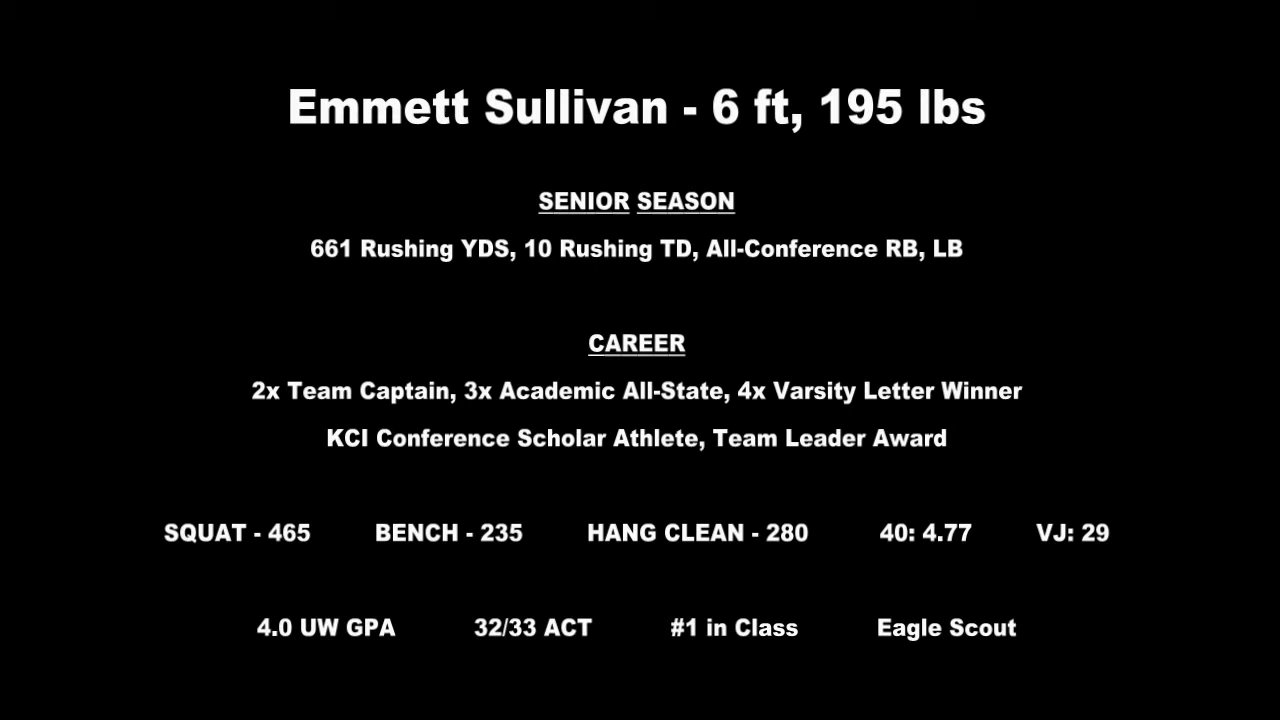 Emmett Sullivan - 6 ft, 195 lbs
SENIOR SEASON
661 Rushing YDS, 10 Rushing TD, All-Conference RB, LB
CAREER
2x Team Captain, 3x Academic All-State, 4x Varsity Letter Winner
KCI Conference Scholar Athlete, Team Leader Award
SQUAT - 465 BENCH - 235 HANG CLEAN - 280 40: 4.77 VJ: 29
4.0 UW GPA 32/33 ACT #1 in Class Eagle Scout